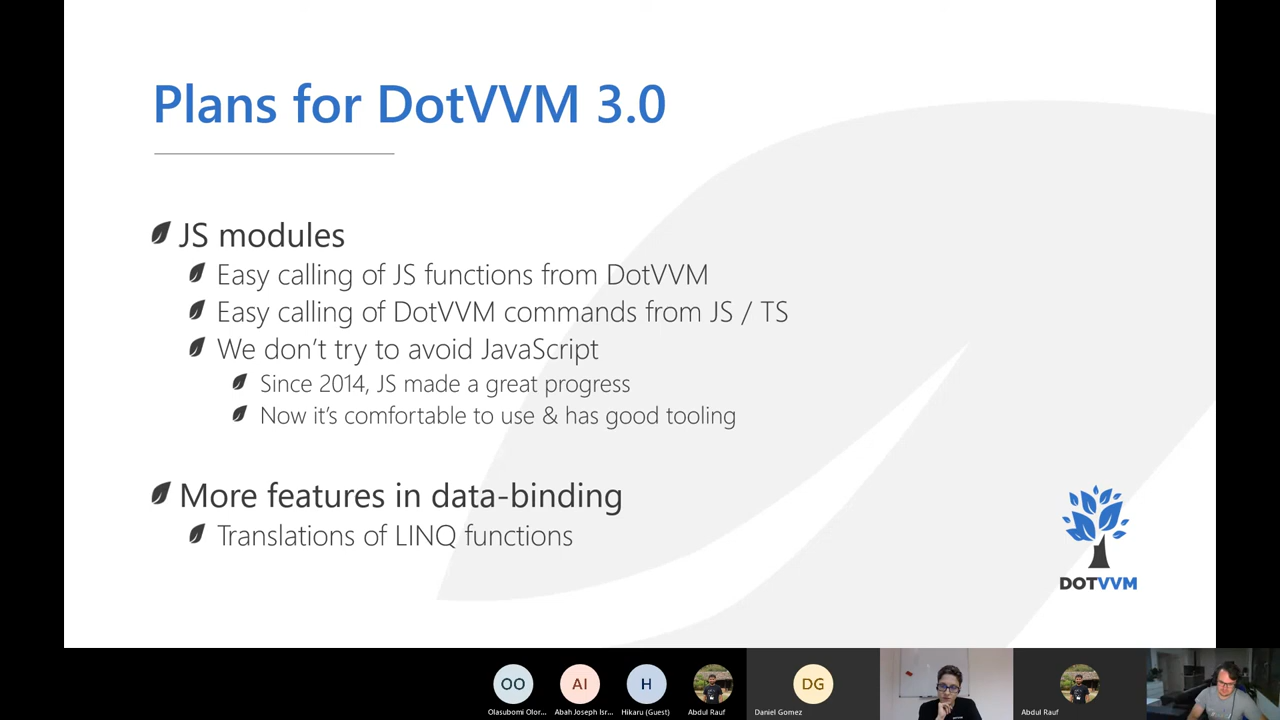 Plans for DotVVM 3.0
JS modules
Easy calling of JS functions from DotVVM
Easy calling of DotVVM commands from JS / TS
We don't try to avoid JavaScript
Since 2014, JS made a great progress
Now it's comfortable to use & has good tooling
More features in data-binding
Translations of LINQ functions
DOTVVM
OO
AI
H
DG
Olasubomi Olor...
Abah Joseph Isr...
Hikaru (Guest)
Abdul Rauf
Daniel Gomez
Abdul Rauf